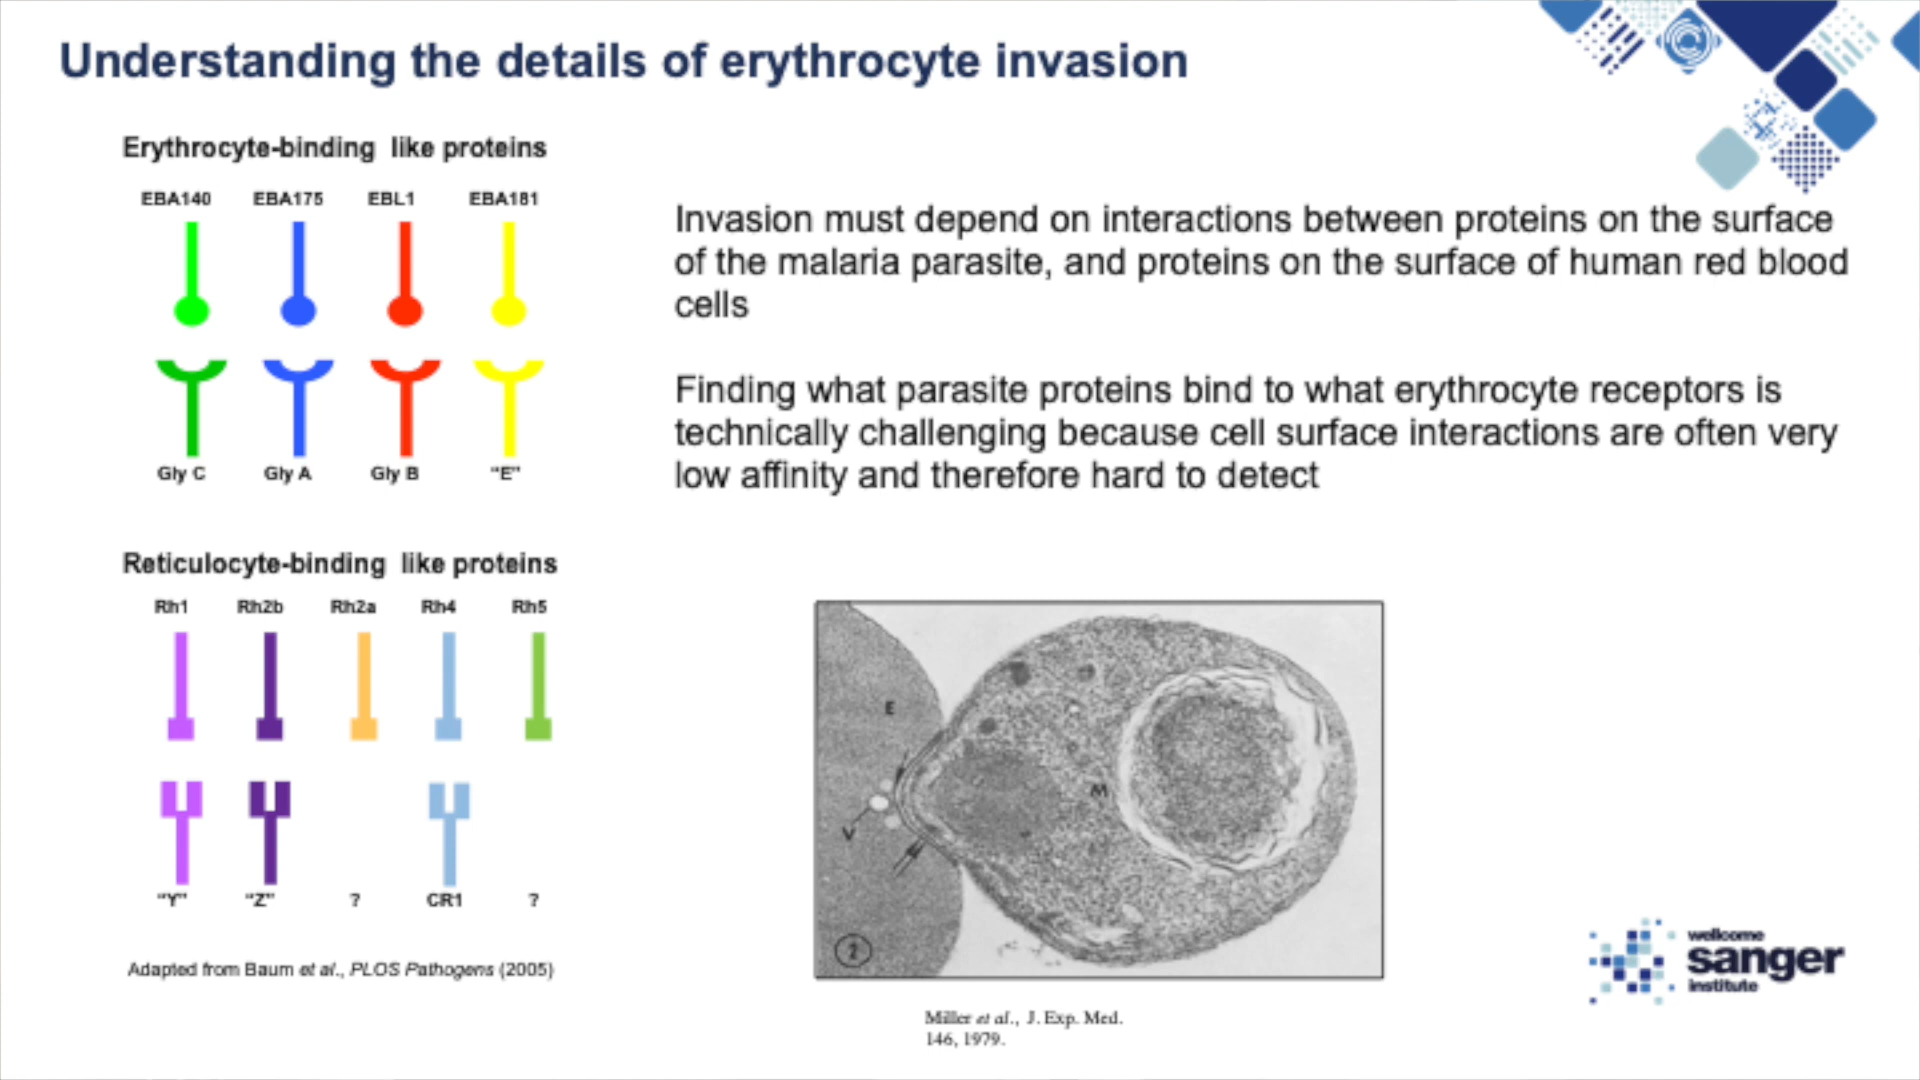 Understanding the details of erythrocyte invasion
Erythrocyte-binding like proteins
EBA140 EBA175 EBL1 EBA181
Gly C Gly A Gly B "E"
Reticulocyte-binding like proteins
Rh1 Rh2b Rh2a Rh4 Rh5
"Y" "Z" ? CR1 ?
Adapted from Baum et al., PLOS Pathogens (2005)
Invasion must depend on interactions between proteins on the surface
of the malaria parasite, and proteins on the surface of human red blood
cells
Finding what parasite proteins bind to what erythrocyte receptors is
technically challenging because cell surface interactions are often very
low affinity and therefore hard to detect
E
M
V
2
Miller et al., J. Exp. Med.
146, 1979.
wellcome
sanger
institute